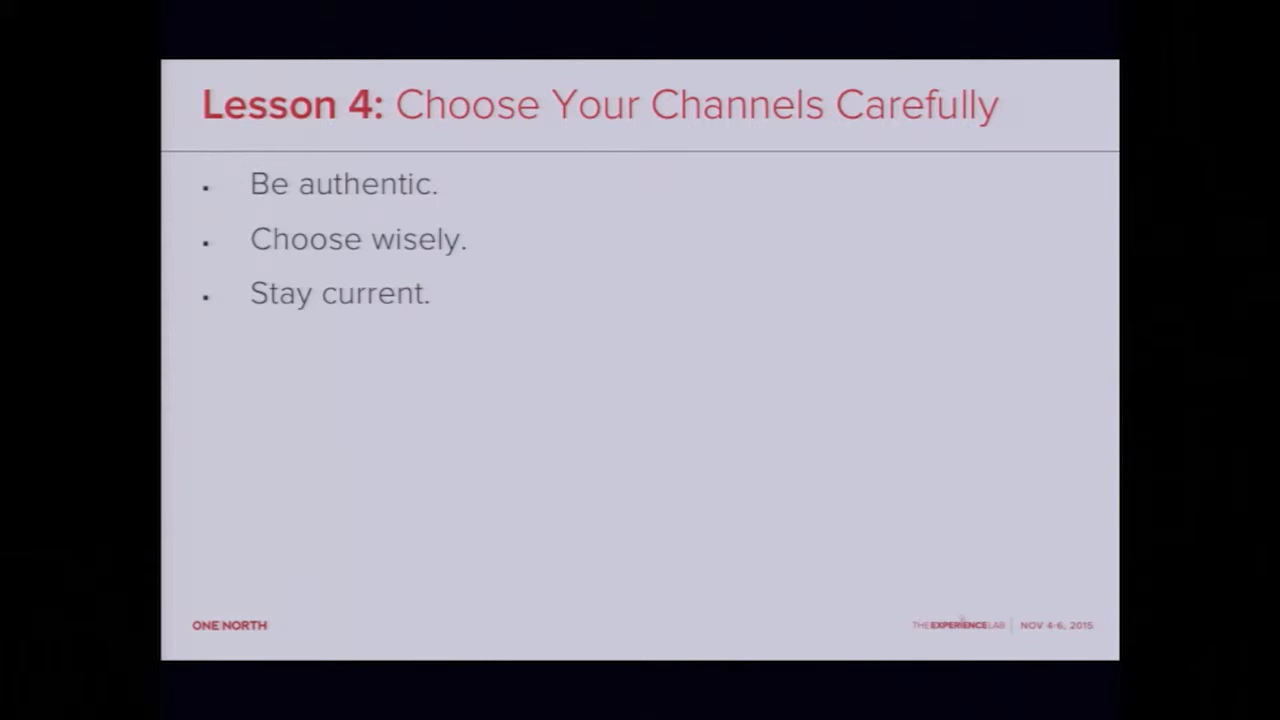 Lesson 4: Choose Your Channels Carefully
• Be authentic.
• Choose wisely.
• Stay current.
ONE NORTH
THE EXPERIENCE LAB | NOV 4-6, 2015